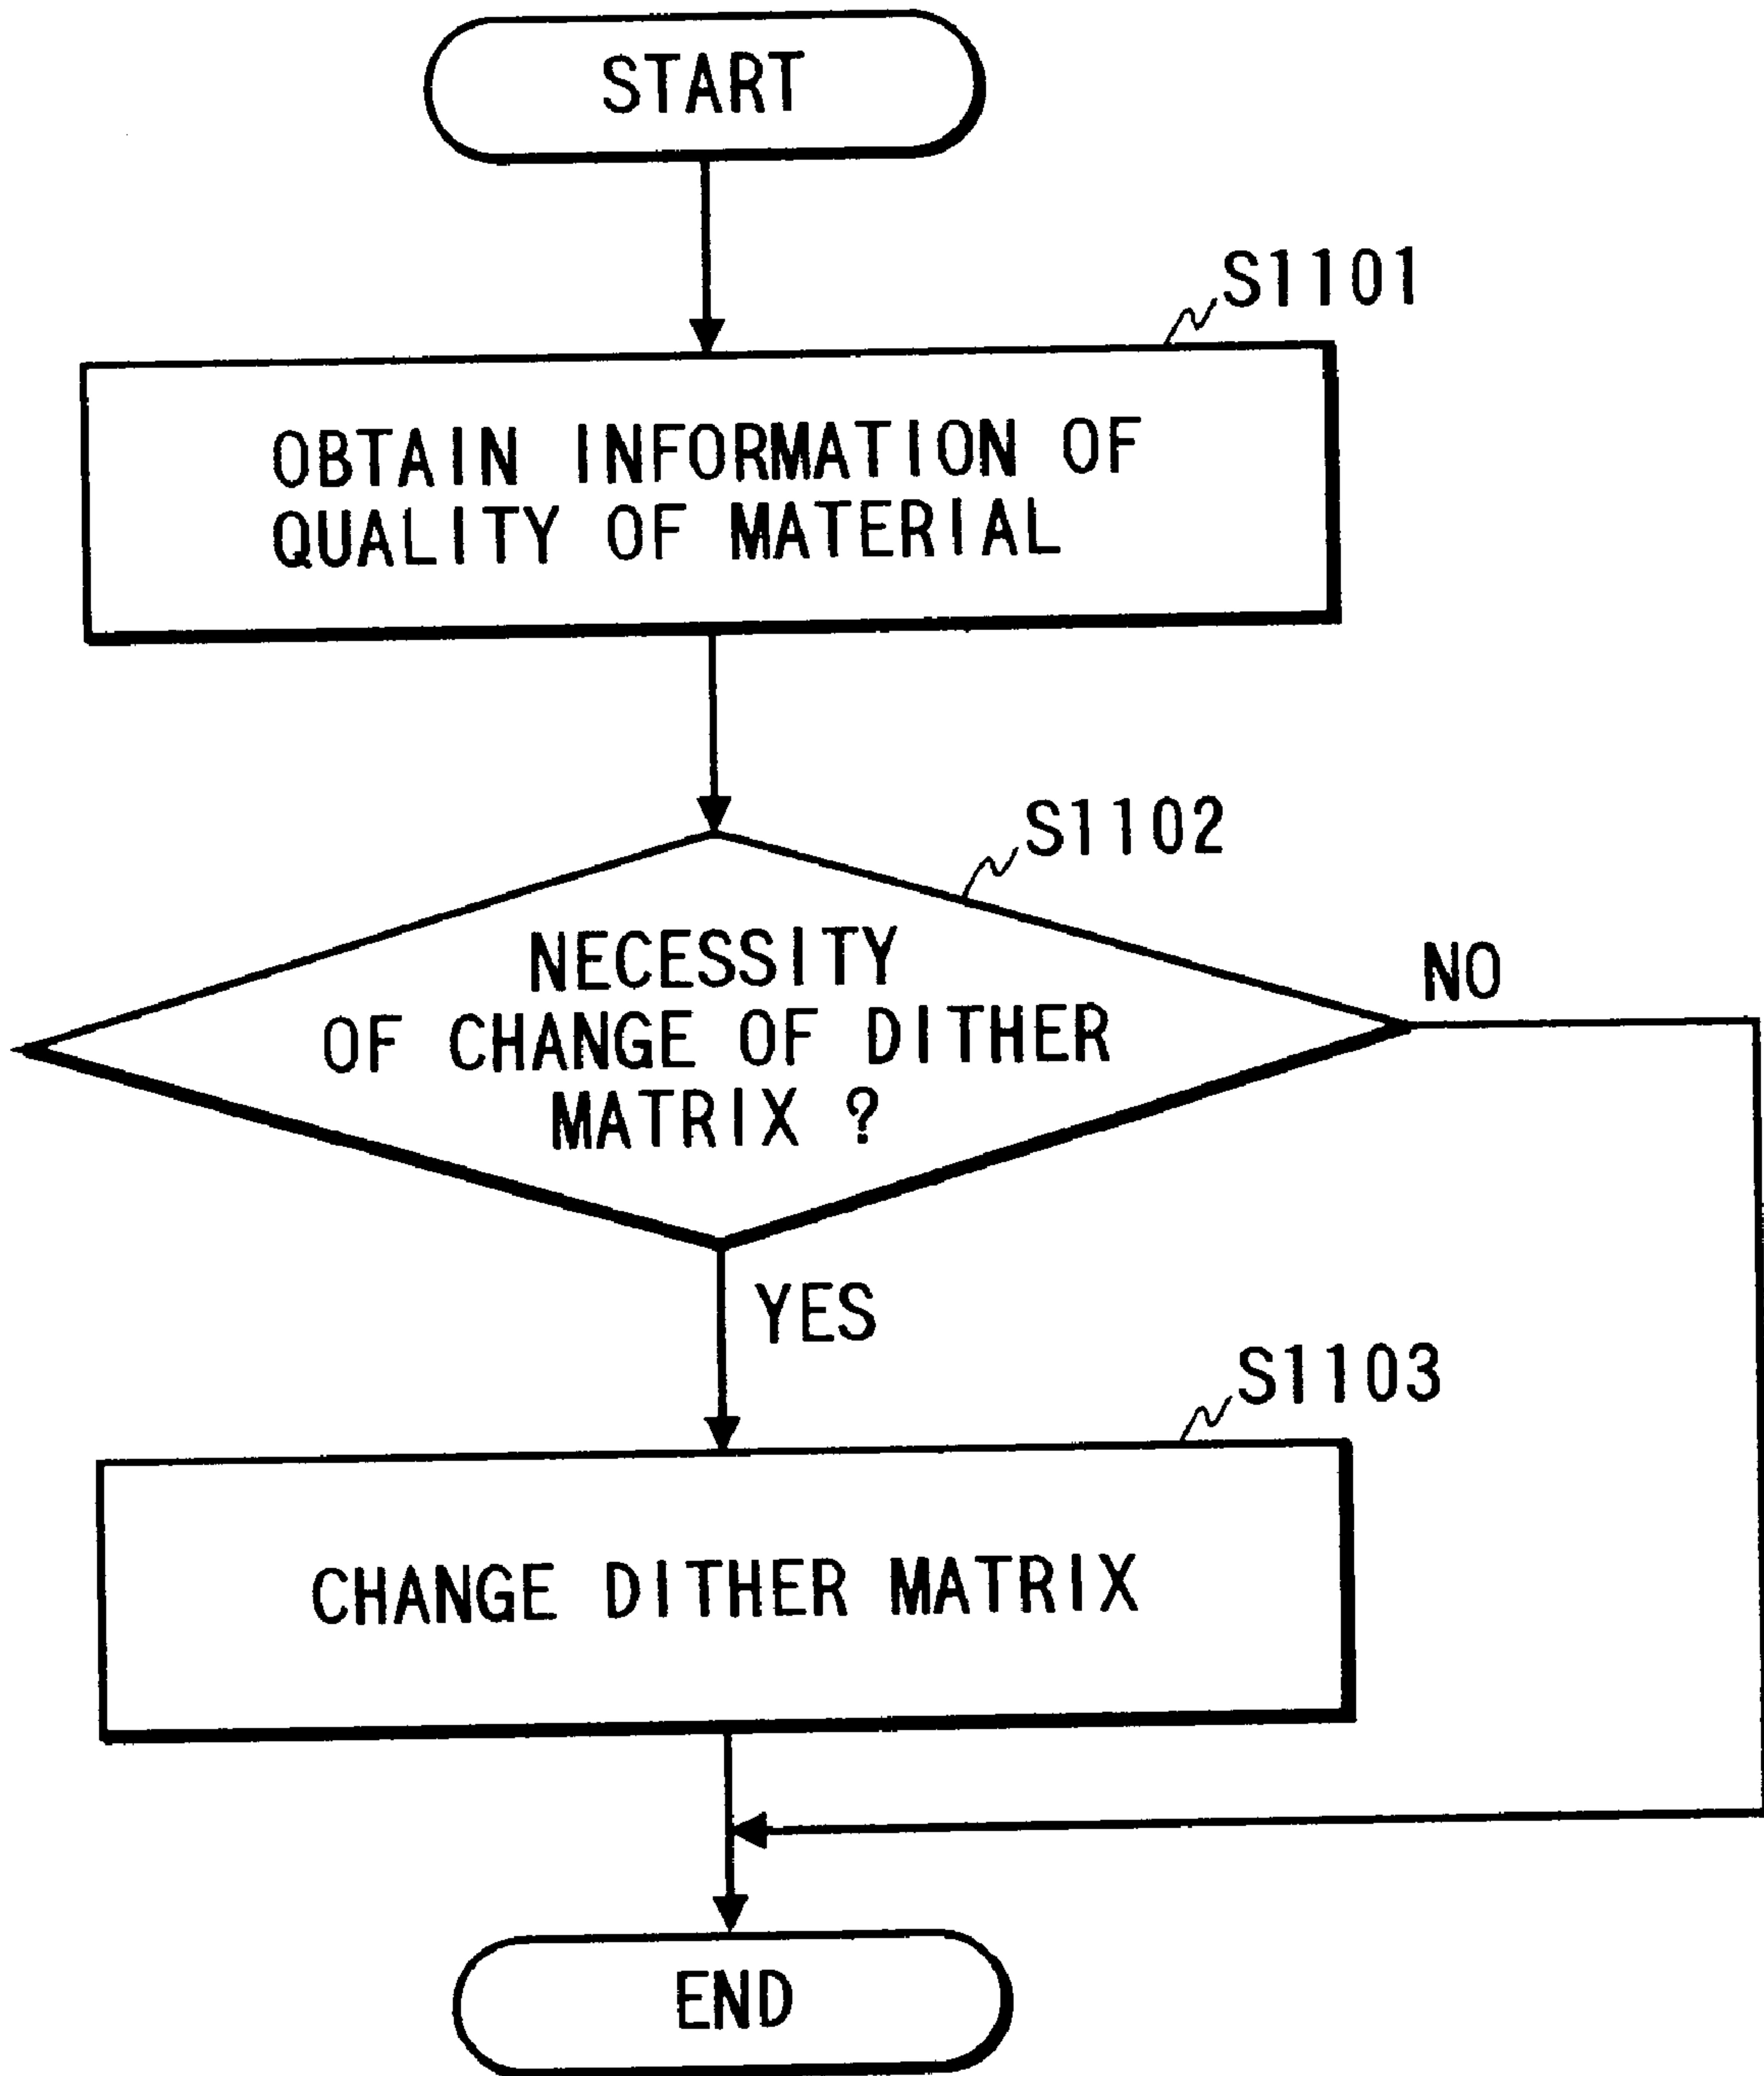 START
S1101
OBTAIN INFORMATION OF
QUALITY OF MATERIAL
S1102
NECESSITY
OF CHANGE OF DITHER
MATRIX ?
NO
YES
S1103
CHANGE DITHER MATRIX
END